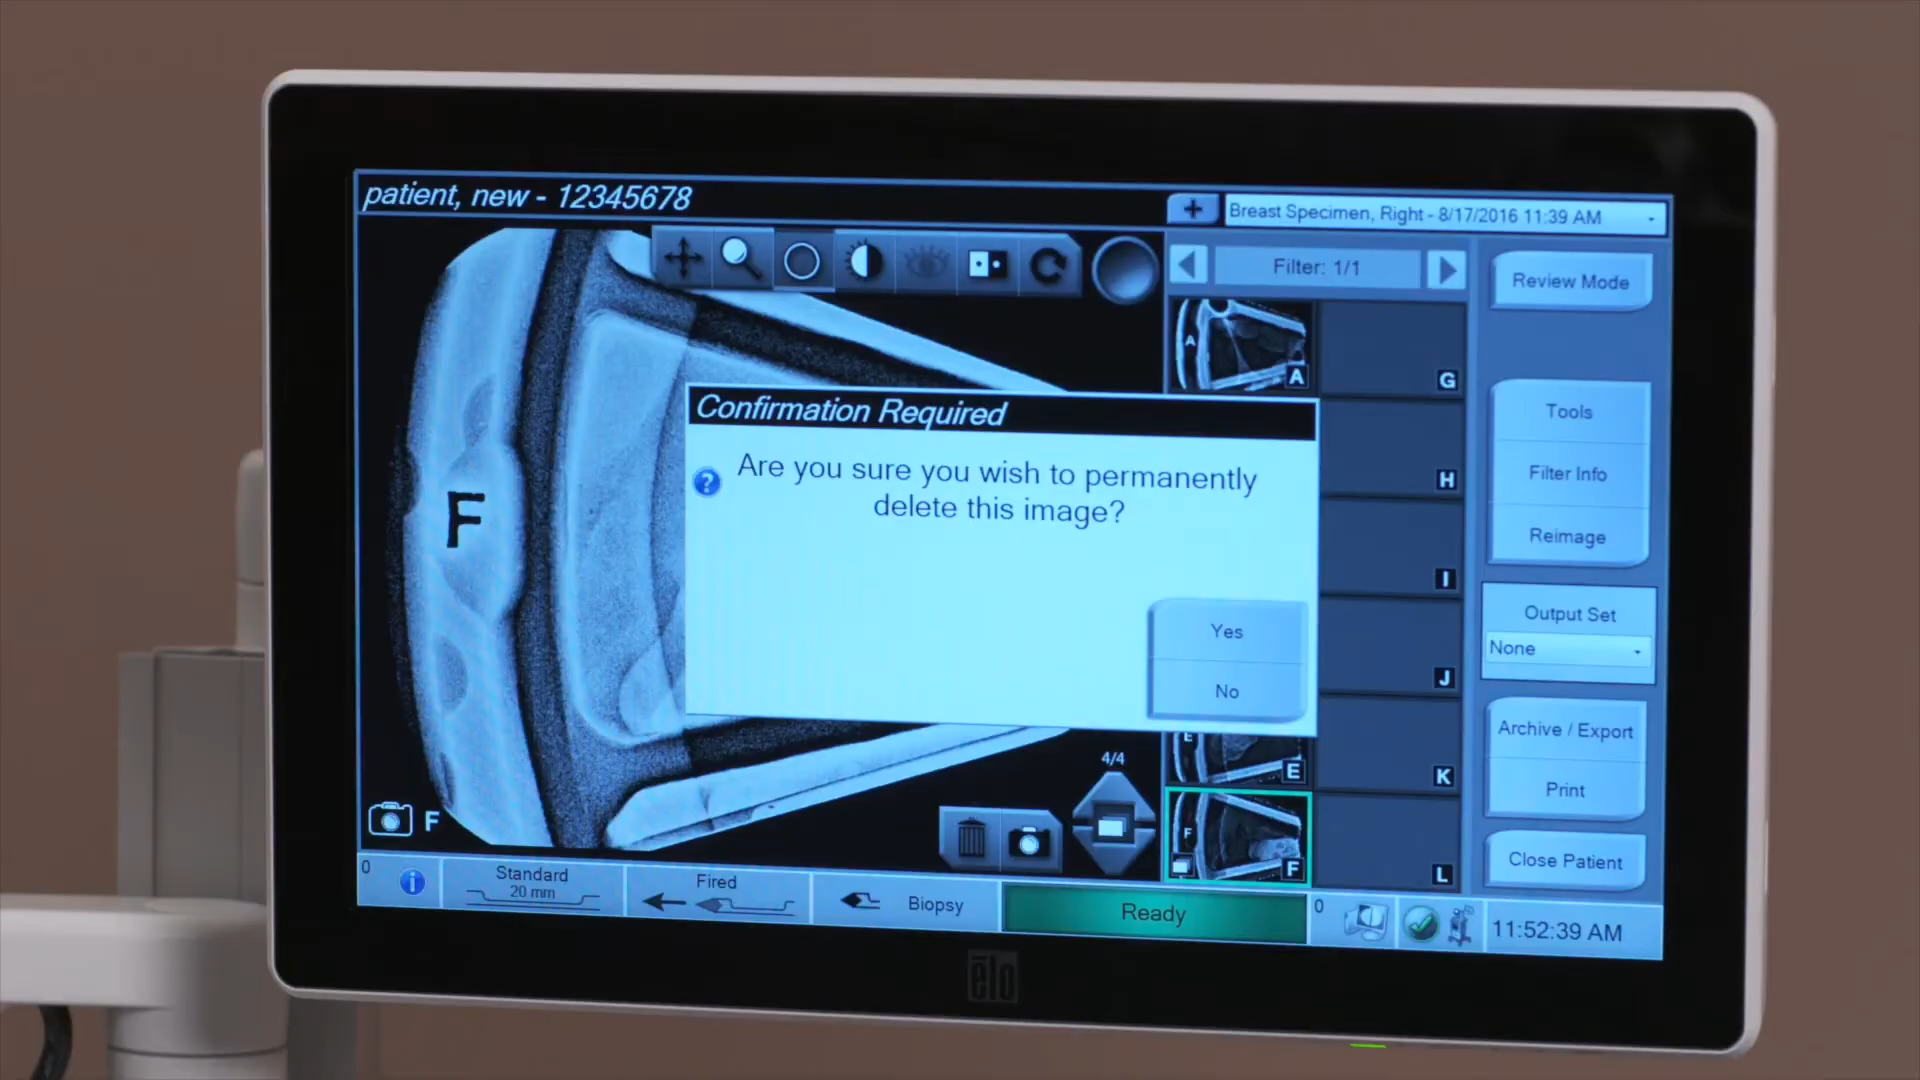 patient, new - 12345678
+
Breast Specimen, Right - 8/17/2016 11:39 AM
Filter: 1/1
Review Mode
A
A
G
Tools
Filter Info
Reimage
Confirmation Required
Are you sure you wish to permanently
delete this image?
Yes
No
?
F
H
I
J
K
L
Output Set
None
Archive / Export
Print
Close Patient
E
E
4/4
F
F
F
0
i
Standard
20 mm
Fired
Biopsy
Ready
0
11:52:39 AM
elo